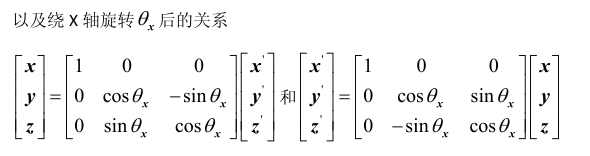 以及绕 X 轴旋转 θₓ 后的关系
[x y z] = [1 0 0; 0 cosθₓ −sinθₓ; 0 sinθₓ cosθₓ] [x' y' z'] 和 [x' y' z'] = [1 0 0; 0 cosθₓ sinθₓ; 0 −sinθₓ cosθₓ] [x y z]